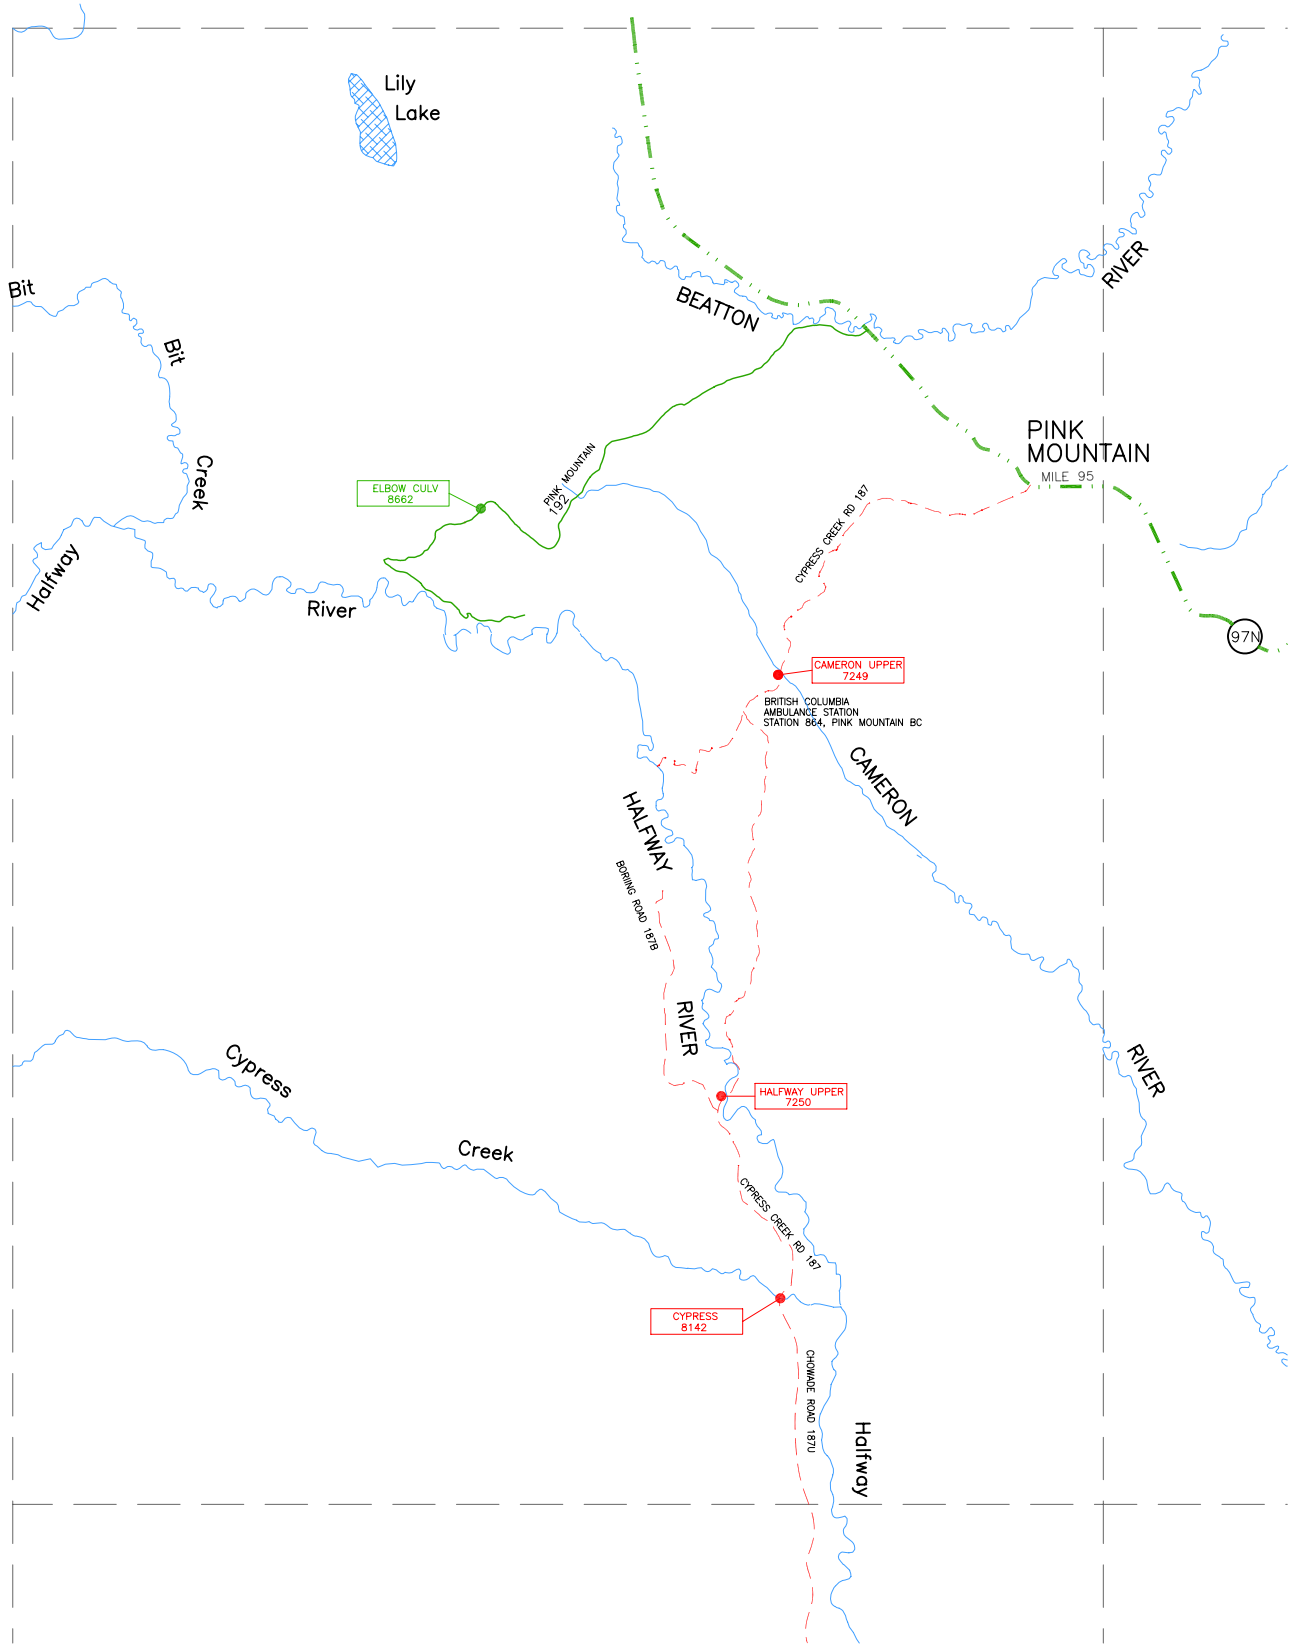 Lily
Lake
RIVER
Bit
BEATTON
Bit
PINK
MOUNTAIN
MILE 95
PINK MOUNTAIN
192
Creek
ELBOW CULV
8662
CYPRESS CREEK RD 187
Halfway
River
97N
CAMERON UPPER
7249
BRITISH COLUMBIA
AMBULANCE STATION
STATION 864, PINK MOUNTAIN BC
CAMERON
HALFWAY
BORIING ROAD 187B
RIVER
RIVER
Cypress
HALFWAY UPPER
7250
Creek
CYPRESS CREEK RD 187
CYPRESS
8142
CHOWADE ROAD 187U
Halfway